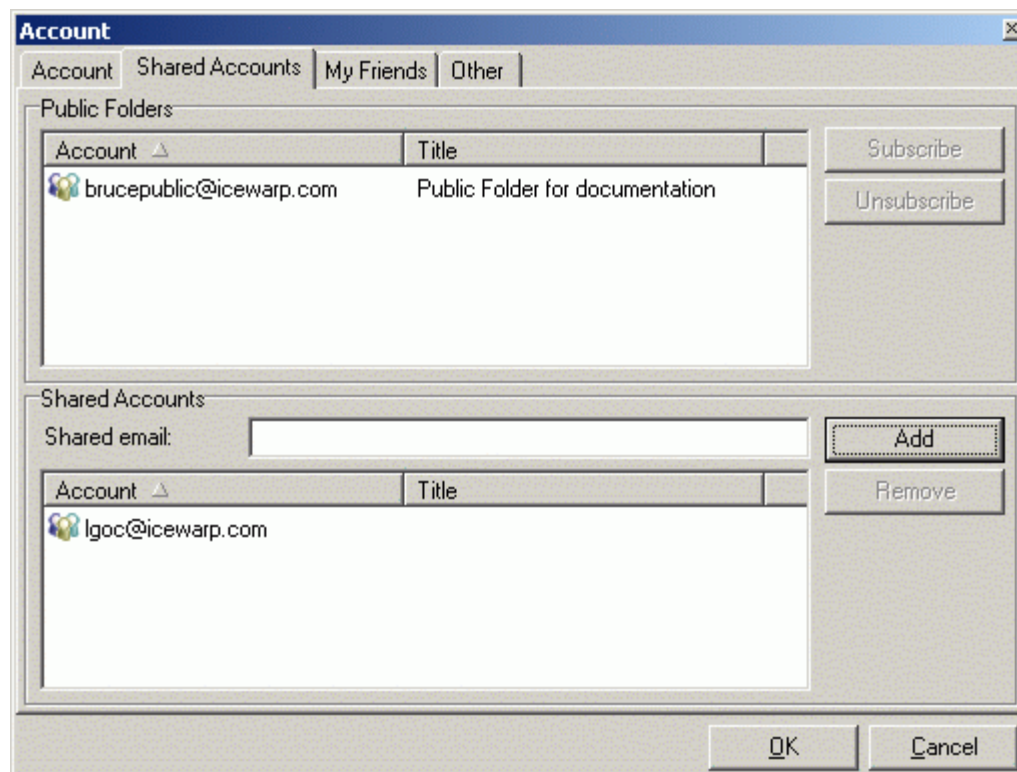 Account
Account Shared Accounts My Friends Other
Public Folders
Account Title
Subscribe
brucepublic@icewarp.com Public Folder for documentation
Unsubscribe
Shared Accounts
Shared email:
Add
Account Title
Remove
lgoc@icewarp.com
OK Cancel